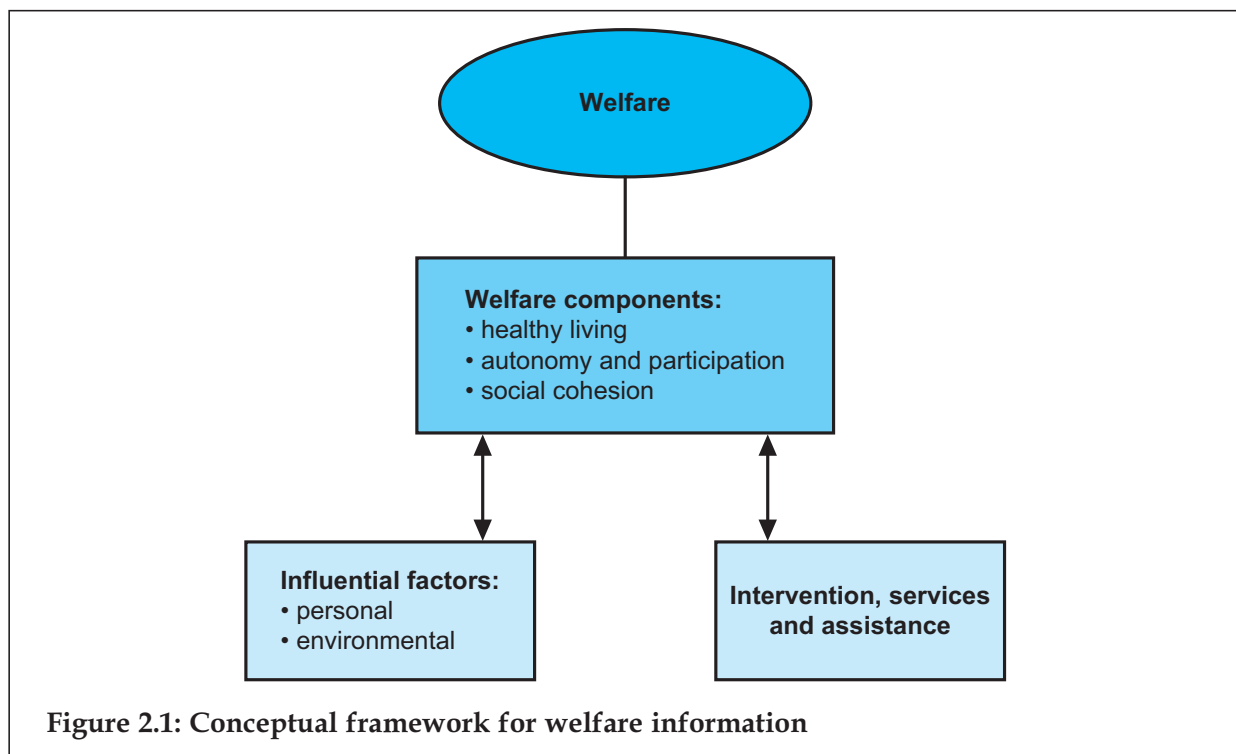 Welfare
Welfare components:
• healthy living
• autonomy and participation
• social cohesion
Influential factors:
• personal
• environmental
Intervention, services
and assistance
Figure 2.1: Conceptual framework for welfare information